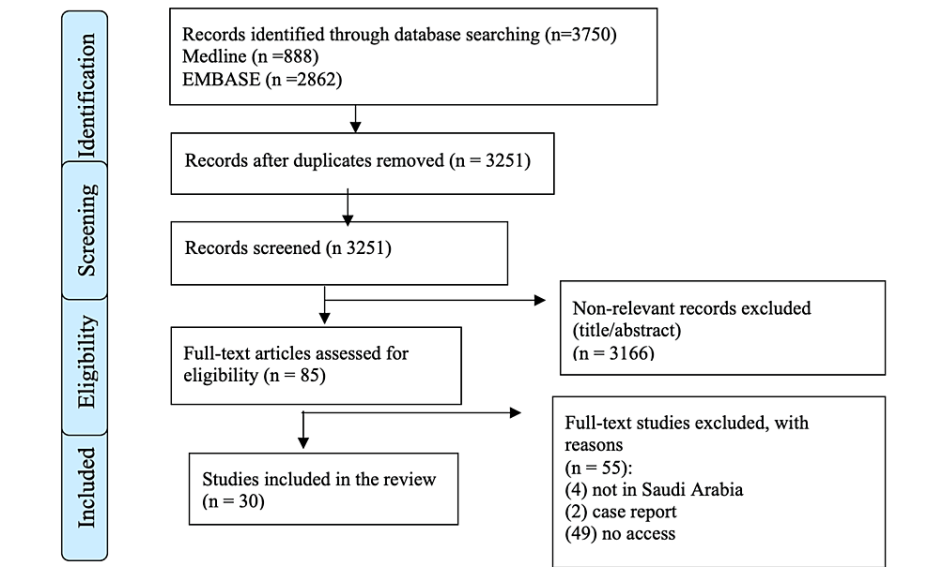 Identification
Records identified through database searching (n=3750)
Medline (n =888)
EMBASE (n =2862)
Records after duplicates removed (n = 3251)
Screening
Records screened (n 3251)
Non-relevant records excluded
(title/abstract)
(n = 3166)
Eligibility
Full-text articles assessed for
eligibility (n = 85)
Full-text studies excluded, with
reasons
(n = 55):
(4) not in Saudi Arabia
(2) case report
(49) no access
Included
Studies included in the review
(n = 30)